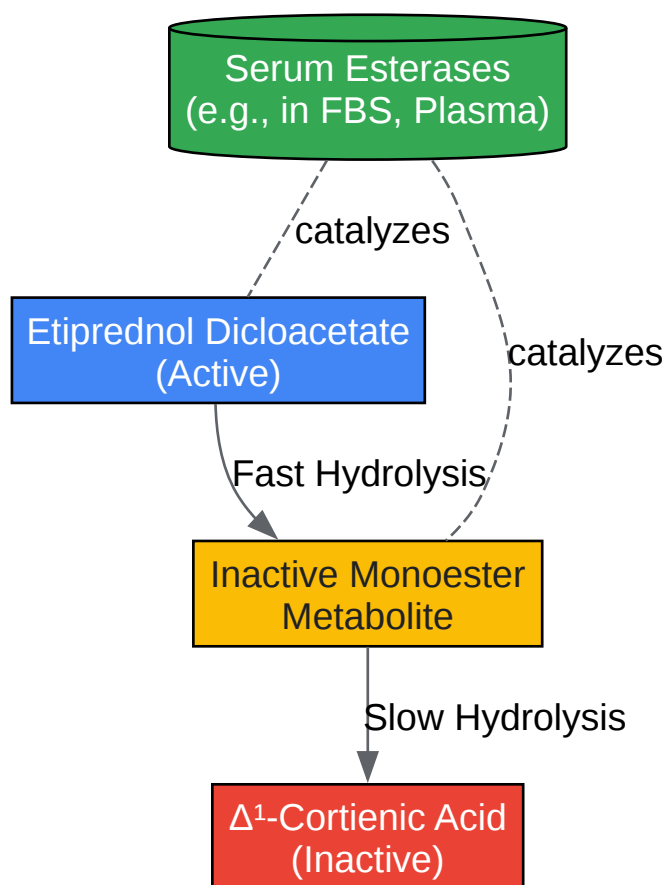 Serum Esterases
(e.g., in FBS, Plasma)
catalyzes
Etiprednol Dicloacetate
(Active)
catalyzes
Fast Hydrolysis
Inactive Monoester
Metabolite
Slow Hydrolysis
Δ¹-Cortienic Acid
(Inactive)